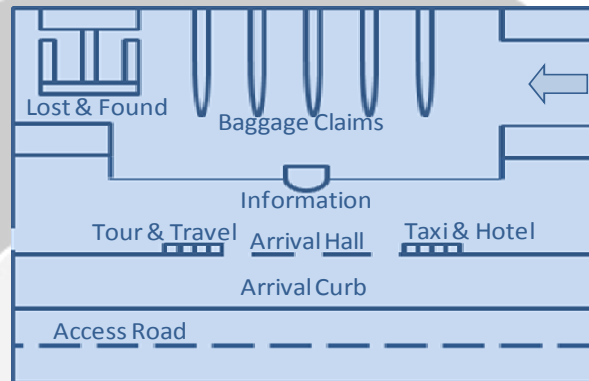 Lost & Found
Baggage Claims
Information
Tour & Travel
Arrival Hall
Taxi & Hotel
Arrival Curb
Access Road